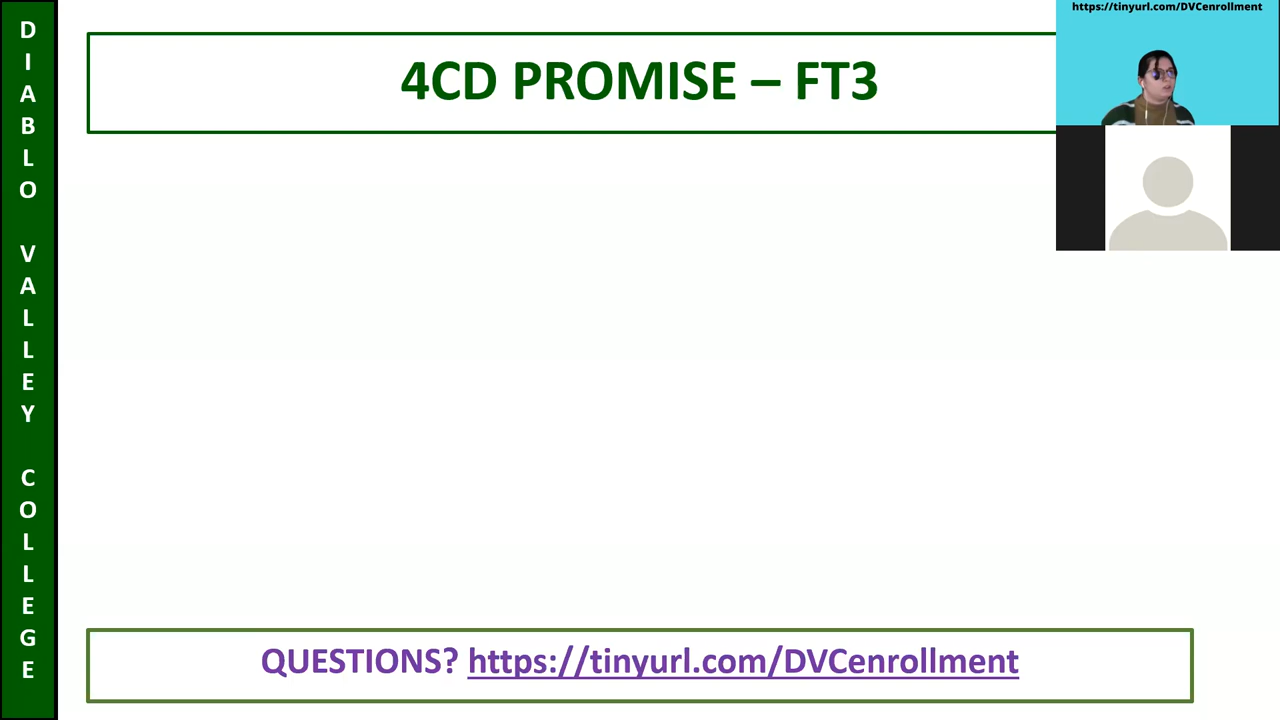 DIABLO VALLEY COLLEGE
4CD PROMISE – FT3
https://tinyurl.com/DVCenrollment
QUESTIONS? https://tinyurl.com/DVCenrollment